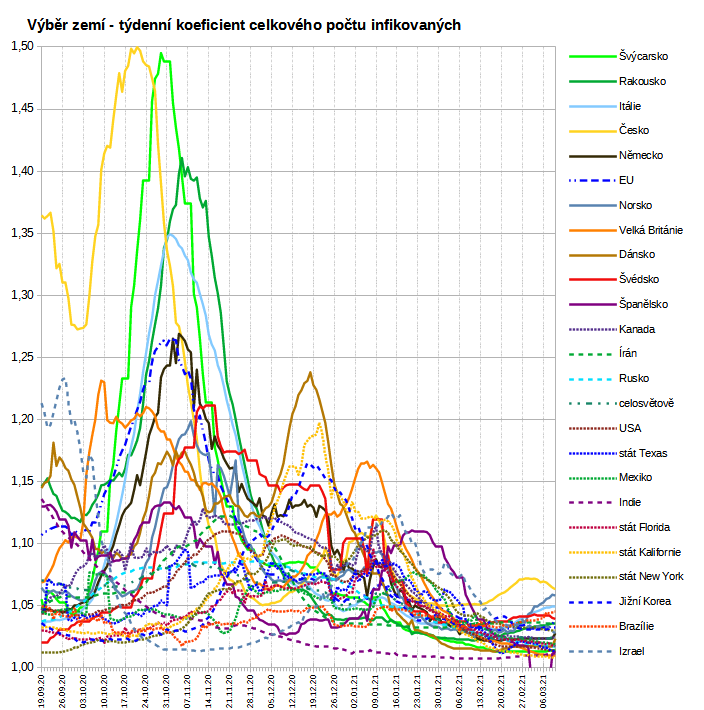 Výběr zemí - týdenní koeficient celkového počtu infikovaných
1,50
1,45
1,40
1,35
1,30
1,25
1,20
1,15
1,10
1,05
1,00
19.09.20
26.09.20
03.10.20
10.10.20
17.10.20
24.10.20
31.10.20
07.11.20
14.11.20
21.11.20
28.11.20
05.12.20
12.12.20
19.12.20
26.12.20
02.01.21
09.01.21
16.01.21
23.01.21
30.01.21
06.02.21
13.02.21
20.02.21
27.02.21
06.03.21
Švýcarsko
Rakousko
Itálie
Česko
Německo
EU
Norsko
Velká Británie
Dánsko
Švédsko
Španělsko
Kanada
Írán
Rusko
celosvětově
USA
stát Texas
Mexiko
Indie
stát Florida
stát Kalifornie
stát New York
Jižní Korea
Brazílie
Izrael